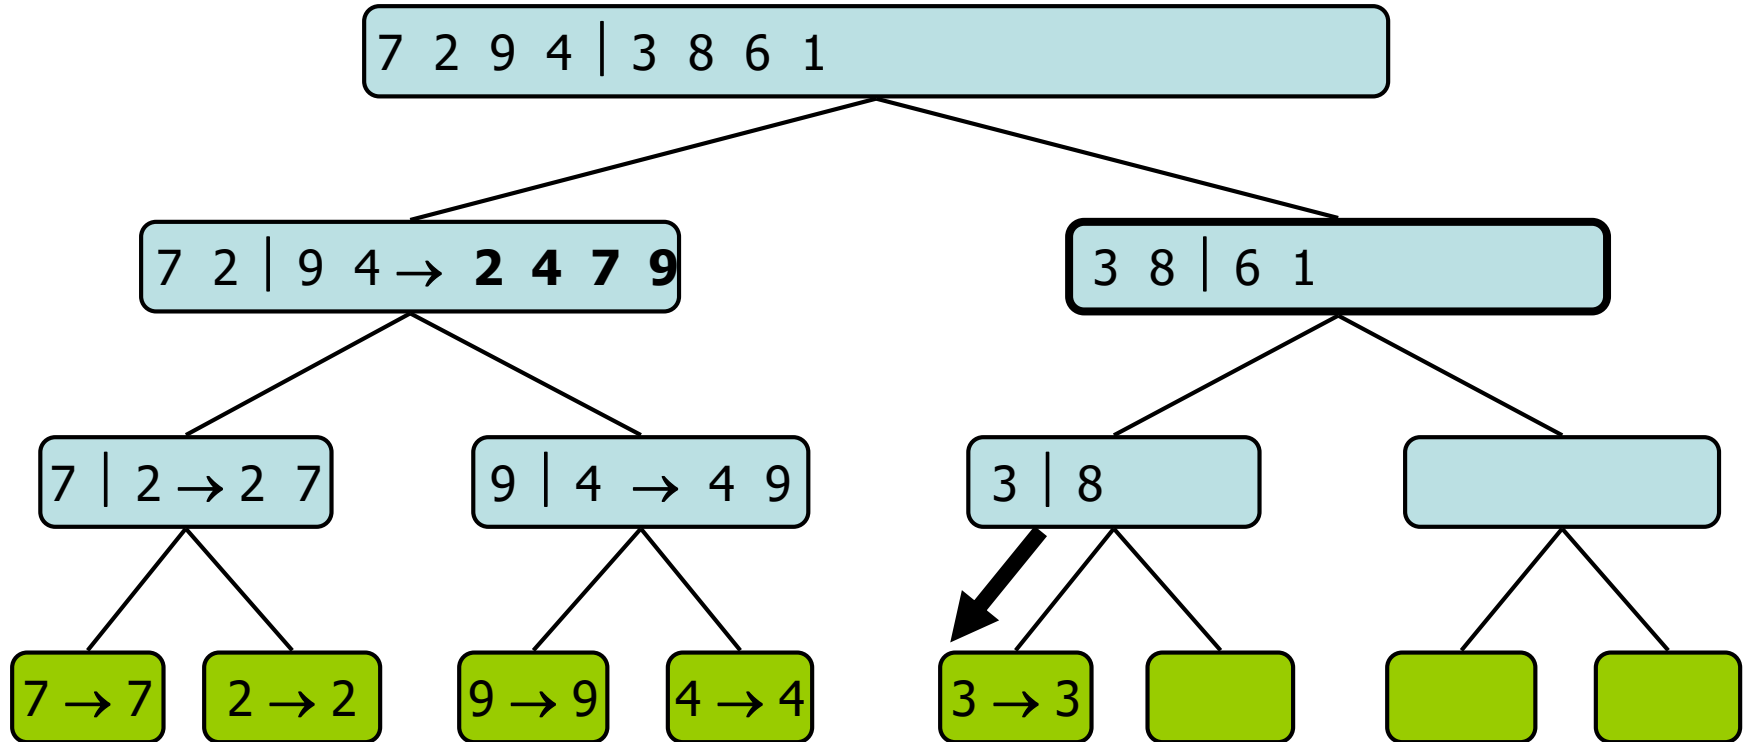 7 2 9 4 | 3 8 6 1
7 2 | 9 4 → 2 4 7 9
3 8 | 6 1
7 | 2 → 2 7
9 | 4 → 4 9
3 | 8
7 → 7
2 → 2
9 → 9
4 → 4
3 → 3